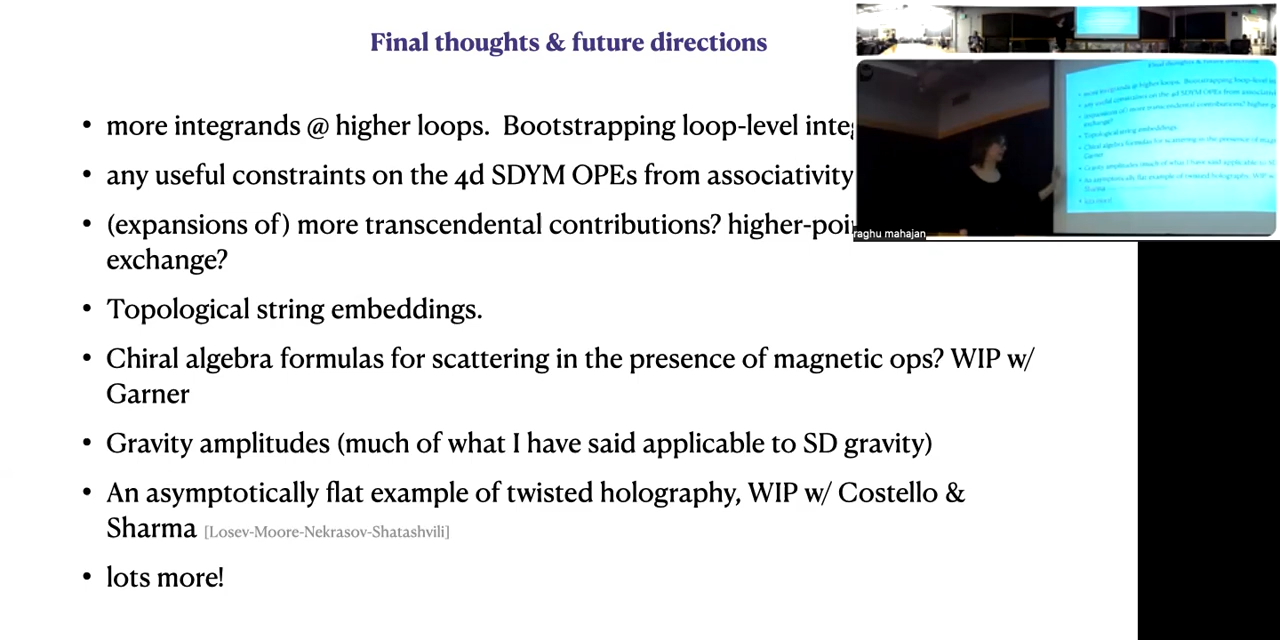 Final thoughts & future directions
• more integrands @ higher loops. Bootstrapping loop-level
• any useful constraints on the 4d SDYM OPEs from associativity
• (expansions of) more transcendental contributions?
exchange?
• Topological string embeddings.
• Chiral algebra formulas for scattering in the presence of magnetic ops? WIP w/
Garner
• Gravity amplitudes (much of what I have said applicable to SD gravity)
• An asymptotically flat example of twisted holography, WIP w/ Costello &
Sharma [Losev-Moore-Nekrasov-Shatashvili]
• lots more!
raghu mahajan